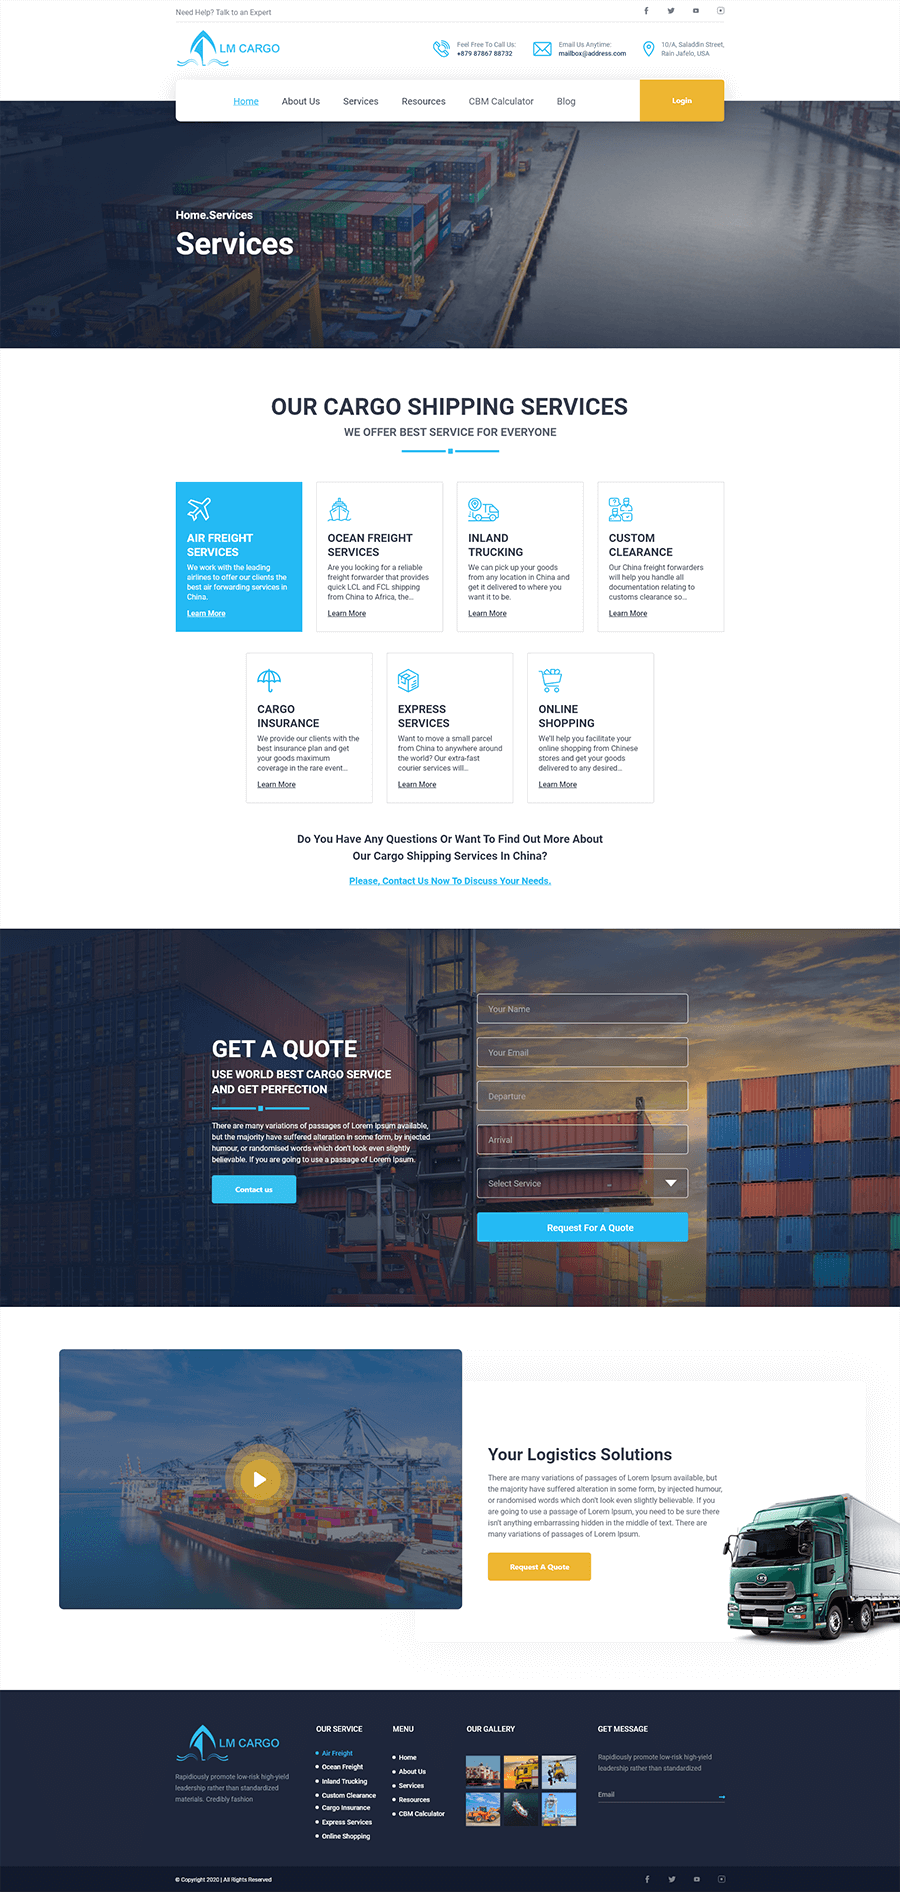 Need Help? Talk to an Expert
LM CARGO
Feel Free To Call Us:
+879 87867 88732
Email Us Anytime:
mailbox@address.com
10/A, Saladdin Street,
Rain Jafelo, USA
Home
About Us
Services
Resources
CBM Calculator
Blog
Login
Home.Services
Services
OUR CARGO SHIPPING SERVICES
WE OFFER BEST SERVICE FOR EVERYONE
AIR FREIGHT
SERVICES
We work with the leading
airlines to offer our clients the
best air forwarding services in
China.
Learn More
OCEAN FREIGHT
SERVICES
Are you looking for a reliable
freight forwarder that provides
quick LCL and FCL shipping
from China to Africa, the...
Learn More
INLAND
TRUCKING
We can pick up your goods
from any location in China and
get it delivered to where you
want it to be.
Learn More
CUSTOM
CLEARANCE
Our China freight forwarders
will help you handle all
documentation relating to
customs clearance so...
Learn More
CARGO
INSURANCE
We provide our clients with the
best insurance plan and get
your goods maximum
coverage in the rare event...
Learn More
EXPRESS
SERVICES
Want to move a small parcel
from China to anywhere around
the world? Our extra-fast
courier services will...
Learn More
ONLINE
SHOPPING
We'll help you facilitate your
online shopping from Chinese
stores and get your goods
delivered to any desired...
Learn More
Do You Have Any Questions Or Want To Find Out More About
Our Cargo Shipping Services In China?
Please, Contact Us Now To Discuss Your Needs.
GET A QUOTE
USE WORLD BEST CARGO SERVICE
AND GET PERFECTION
There are many variations of passages of Lorem Ipsum available,
but the majority have suffered alteration in some form, by injected
humour, or randomised words which don't look even slightly
believable. If you are going to use a passage of Lorem Ipsum.
Contact us
Your Name
Your Email
Departure
Arrival
Select Service
Request For A Quote
Your Logistics Solutions
There are many variations of passages of Lorem Ipsum available, but
the majority have suffered alteration in some form, by injected humour,
or randomised words which don't look even slightly believable. If you
are going to use a passage of Lorem Ipsum, you need to be sure there
isn't anything embarrassing hidden in the middle of text. There are
many variations of passages of Lorem Ipsum.
Request A Quote
LM CARGO
Rapidiously promote low-risk high-yield
leadership rather than standardized
materials. Credibly fashion
OUR SERVICE
Air Freight
Ocean Freight
Inland Trucking
Custom Clearance
Cargo Insurance
Express Services
Online Shopping
MENU
Home
About Us
Services
Resources
CBM Calculator
OUR GALLERY
GET MESSAGE
Rapidiously promote low-risk high-yield
leadership rather than standardized
Email
© Copyright 2020 | All Rights Reserved